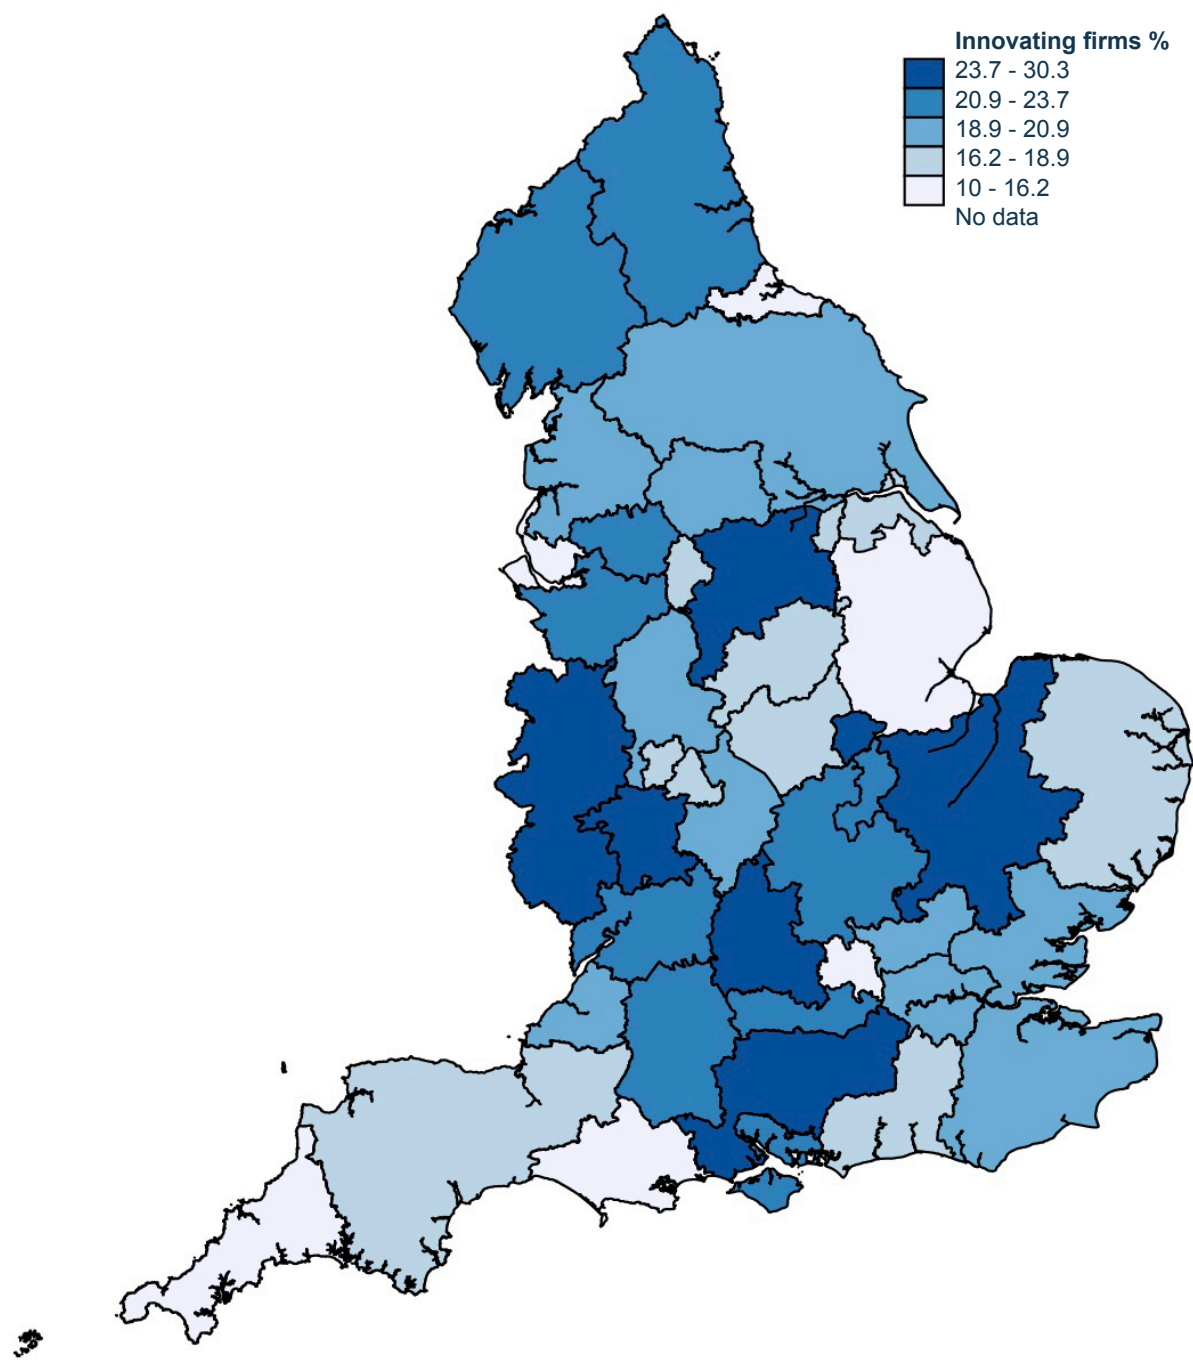 Innovating firms %
23.7 - 30.3
20.9 - 23.7
18.9 - 20.9
16.2 - 18.9
10 - 16.2
No data